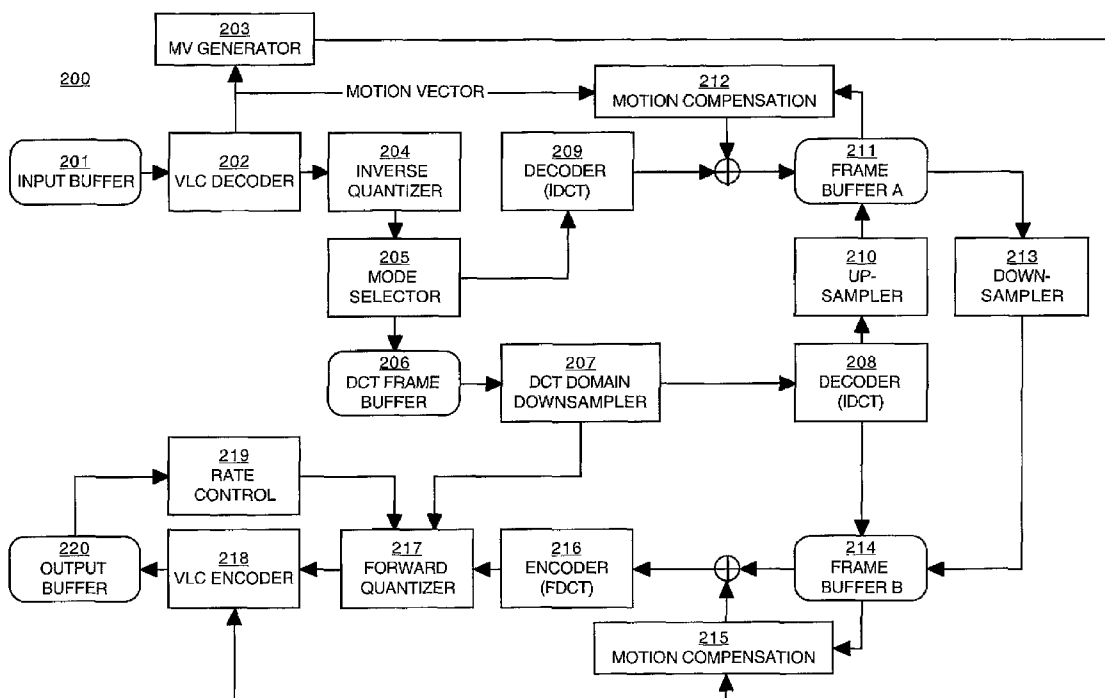 203
MV GENERATOR
200
MOTION VECTOR
212
MOTION COMPENSATION
201
INPUT BUFFER
202
VLC DECODER
204
INVERSE
QUANTIZER
209
DECODER
(IDCT)
211
FRAME
BUFFER A
205
MODE
SELECTOR
210
UP-
SAMPLER
213
DOWN-
SAMPLER
206
DCT FRAME
BUFFER
207
DCT DOMAIN
DOWNSAMPLER
208
DECODER
(IDCT)
219
RATE
CONTROL
220
OUTPUT
BUFFER
218
VLC ENCODER
217
FORWARD
QUANTIZER
216
ENCODER
(FDCT)
214
FRAME
BUFFER B
215
MOTION COMPENSATION